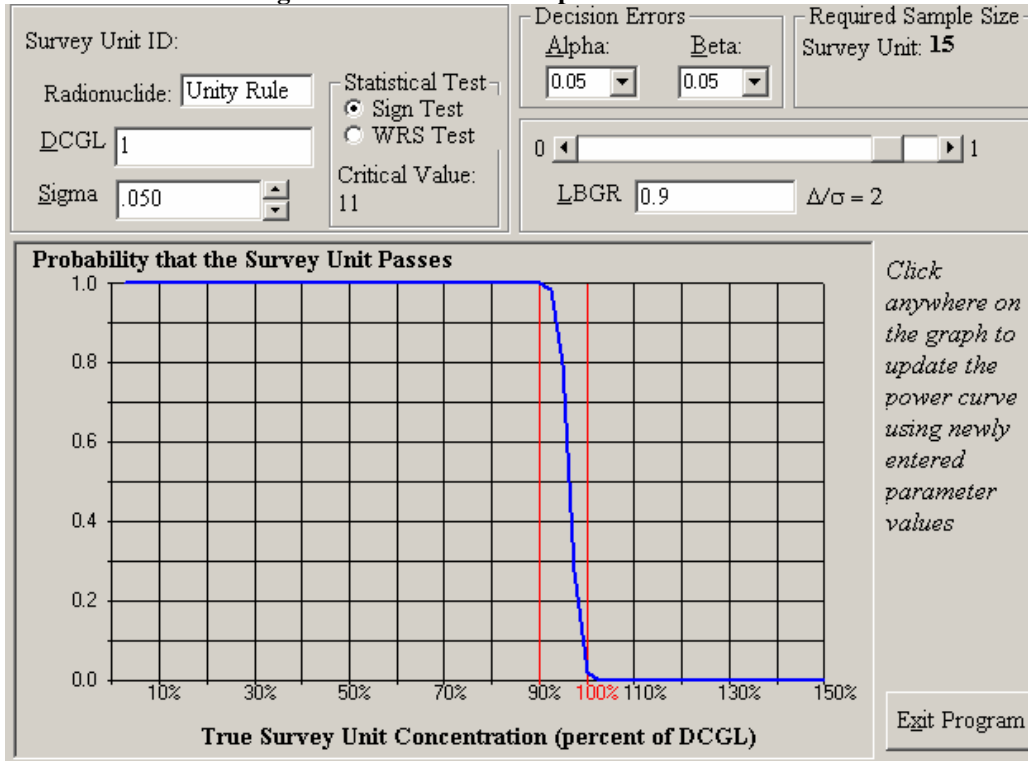 Survey Unit ID:
Radionuclide: Unity Rule
DCGL 1
Sigma .050
Statistical Test
Sign Test
WRS Test
Critical Value:
11
Decision Errors
Alpha: Beta:
0.05 0.05
Required Sample Size
Survey Unit: 15
0 1
LBGR 0.9 Δ/σ = 2
Probability that the Survey Unit Passes
1.0
0.8
0.6
0.4
0.2
0.0
10% 30% 50% 70% 90% 100% 110% 130% 150%
True Survey Unit Concentration (percent of DCGL)
Click
anywhere on
the graph to
update the
power curve
using newly
entered
parameter
values
Exit Program